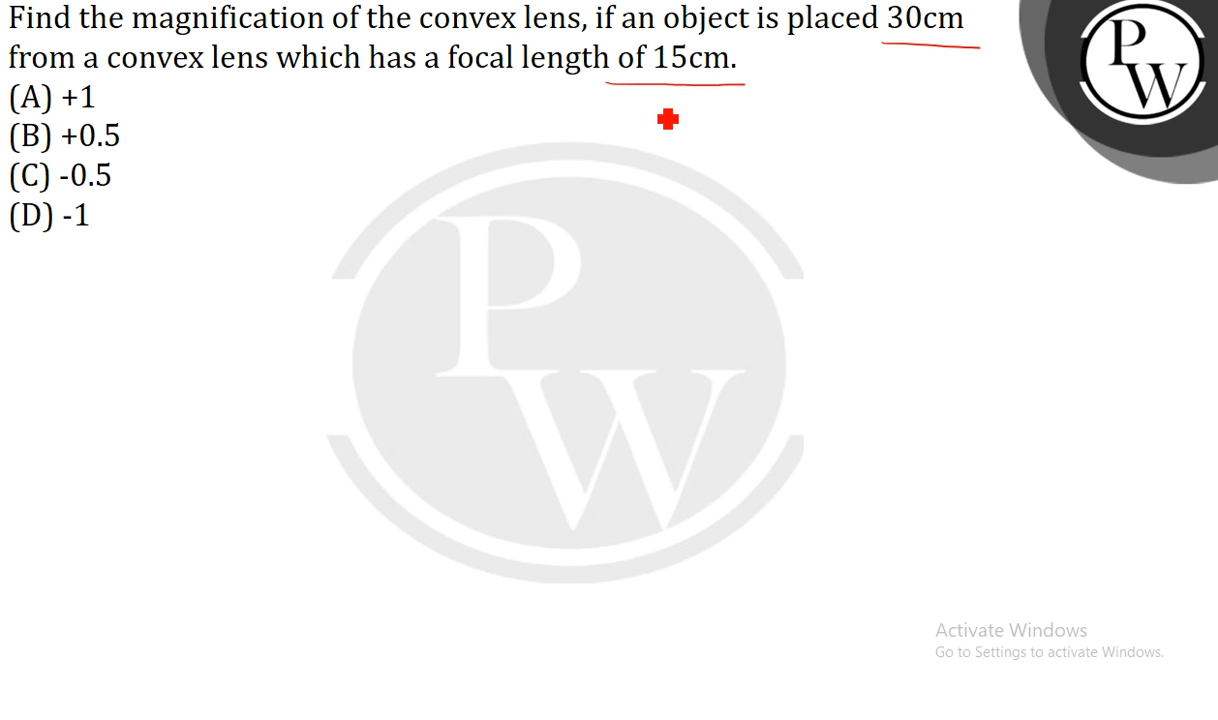 Find the magnification of the convex lens, if an object is placed 30cm
from a convex lens which has a focal length of 15cm.
(A) +1
(B) +0.5
(C) -0.5
(D) -1
P
W
P
W
Activate Windows
Go to Settings to activate Windows.